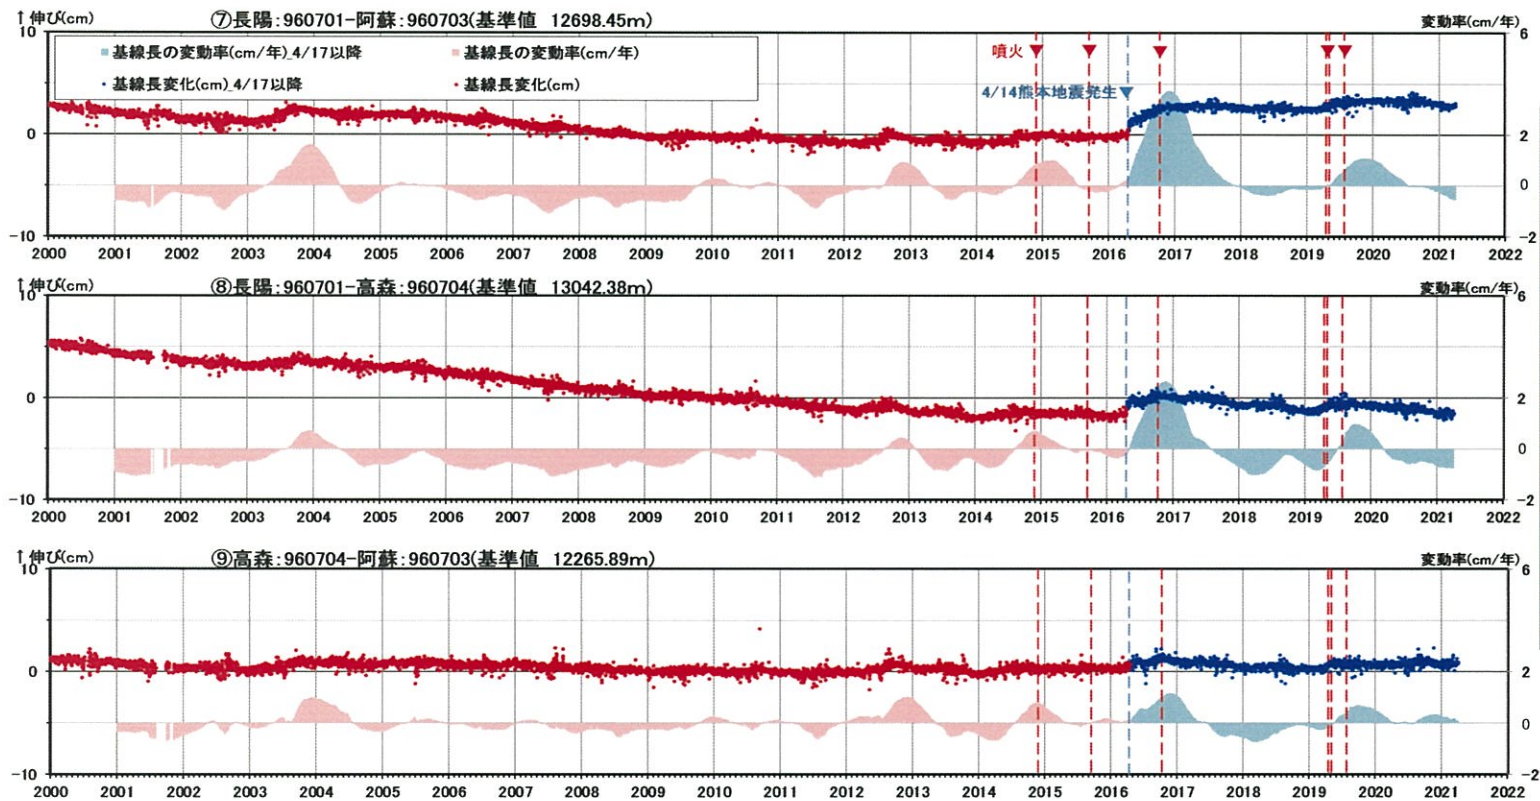 ↑伸び(cm) ⑦長陽:960701-阿蘇:960703(基準値 12698.45m) 変動率(cm/年)
10 6
基線長の変動率(cm/年)_4/17以降 基線長の変動率(cm/年) 噴火
基線長変化(cm)_4/17以降 基線長変化(cm) 4/14熊本地震発生
0 2
0
-10 -2
2000 2001 2002 2003 2004 2005 2006 2007 2008 2009 2010 2011 2012 2013 2014 2015 2016 2017 2018 2019 2020 2021 2022
↑伸び(cm) ⑧長陽:960701-高森:960704(基準値 13042.38m) 変動率(cm/年)
10 6
0 2
0
-10 -2
2000 2001 2002 2003 2004 2005 2006 2007 2008 2009 2010 2011 2012 2013 2014 2015 2016 2017 2018 2019 2020 2021 2022
↑伸び(cm) ⑨高森:960704-阿蘇:960703(基準値 12265.89m) 変動率(cm/年)
10 6
0 2
0
-10 -2
2000 2001 2002 2003 2004 2005 2006 2007 2008 2009 2010 2011 2012 2013 2014 2015 2016 2017 2018 2019 2020 2021 2022